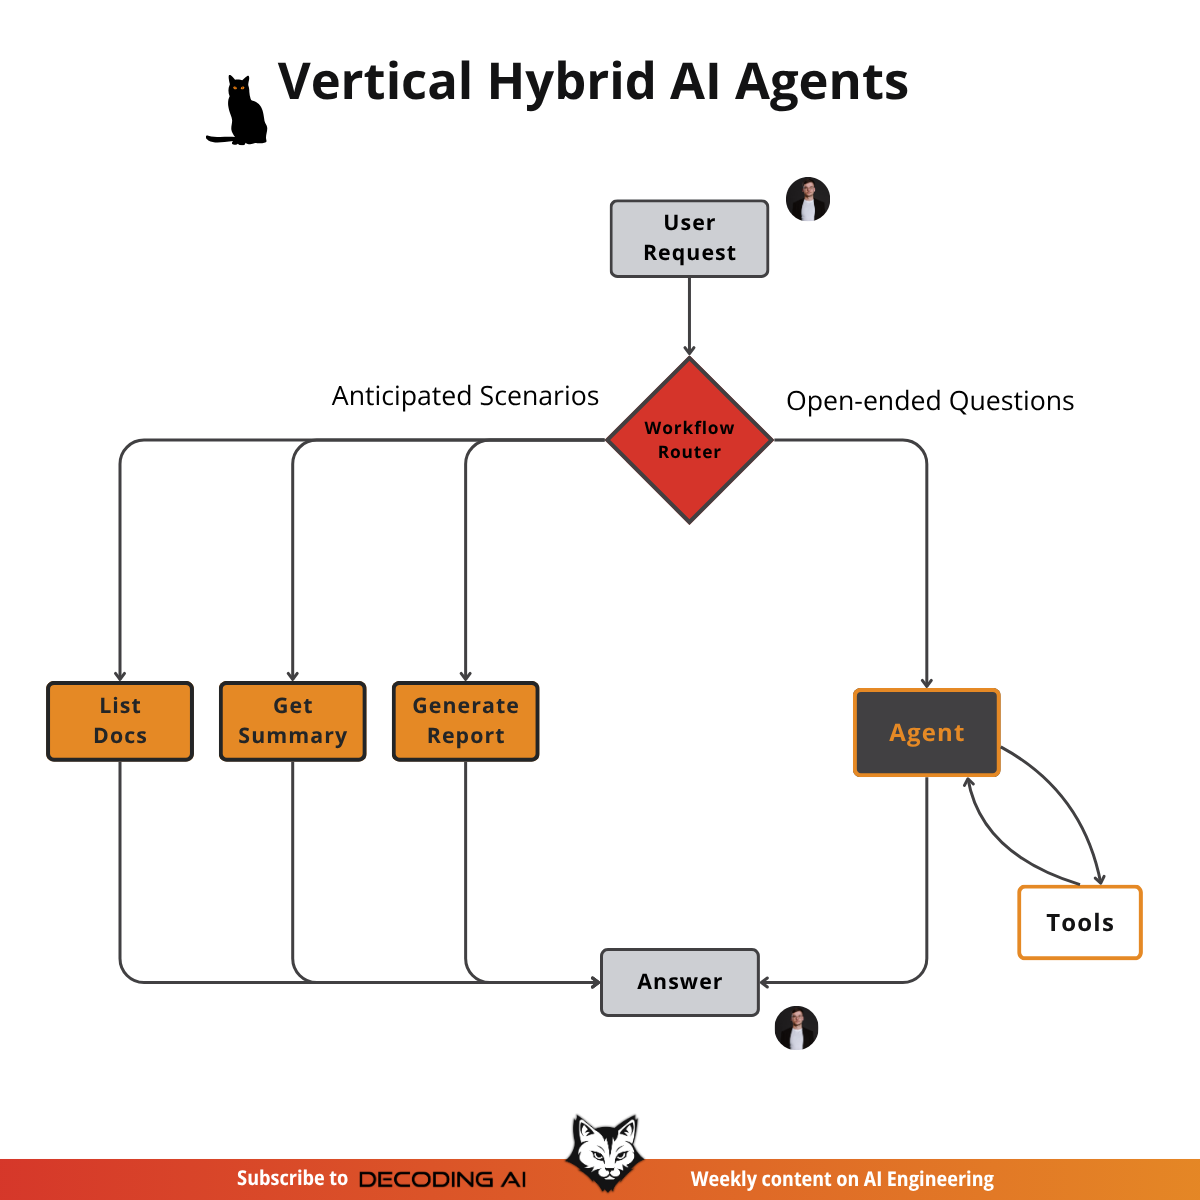 Vertical Hybrid AI Agents
User
Request
Anticipated Scenarios
Open-ended Questions
Workflow
Router
List
Docs
Get
Summary
Generate
Report
Agent
Tools
Answer
Subscribe to DECODING AI
Weekly content on AI Engineering